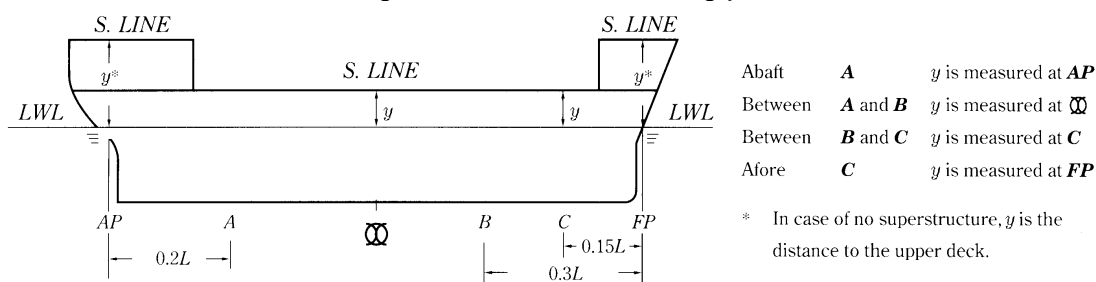 S. LINE
S. LINE
S. LINE
y*
y*
LWL
y
y
LWL
AP
A
B
C
FP
0.2L
0.15L
0.3L
Abaft A y is measured at AP
Between A and B y is measured at
Between B and C y is measured at C
Afore C y is measured at FP
* In case of no superstructure, y is the
distance to the upper deck.